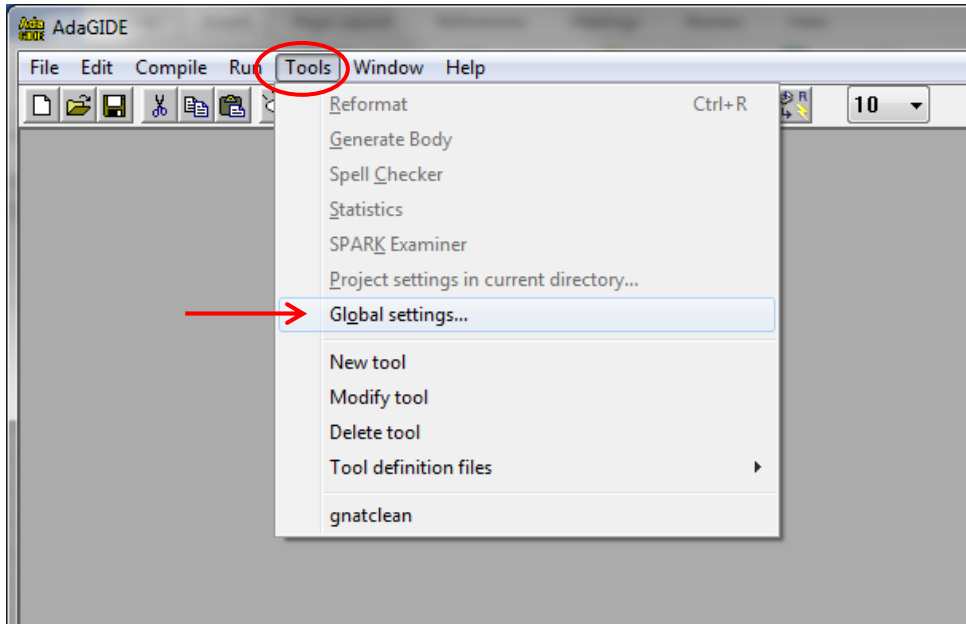 AdaGIDE
File Edit Compile Run Tools Window Help
10
Reformat Ctrl+R
Generate Body
Spell Checker
Statistics
SPARK Examiner
Project settings in current directory...
Global settings...
New tool
Modify tool
Delete tool
Tool definition files
gnatclean